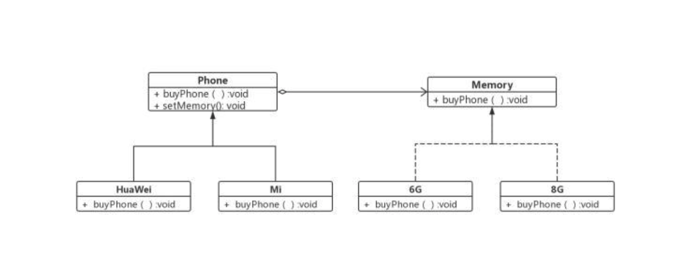 Phone
+ buyPhone ( ) :void
+ setMemory(): void
Memory
+ buyPhone ( ) :void
HuaWei
+ buyPhone ( ) :void
Mi
+ buyPhone ( ) :void
6G
+ buyPhone ( ) :void
8G
+ buyPhone ( ) :void